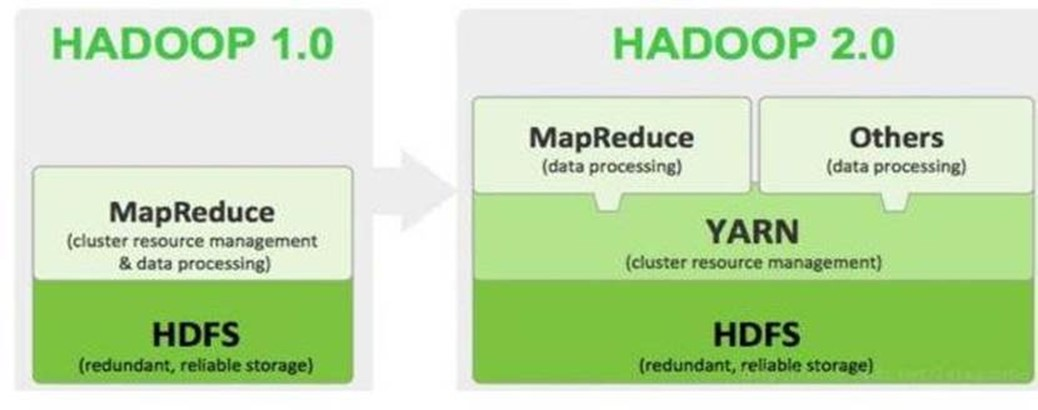 HADOOP 1.0
MapReduce
(cluster resource management
& data processing)
HDFS
(redundant, reliable storage)
HADOOP 2.0
MapReduce
(data processing)
Others
(data processing)
YARN
(cluster resource management)
HDFS
(redundant, reliable storage)